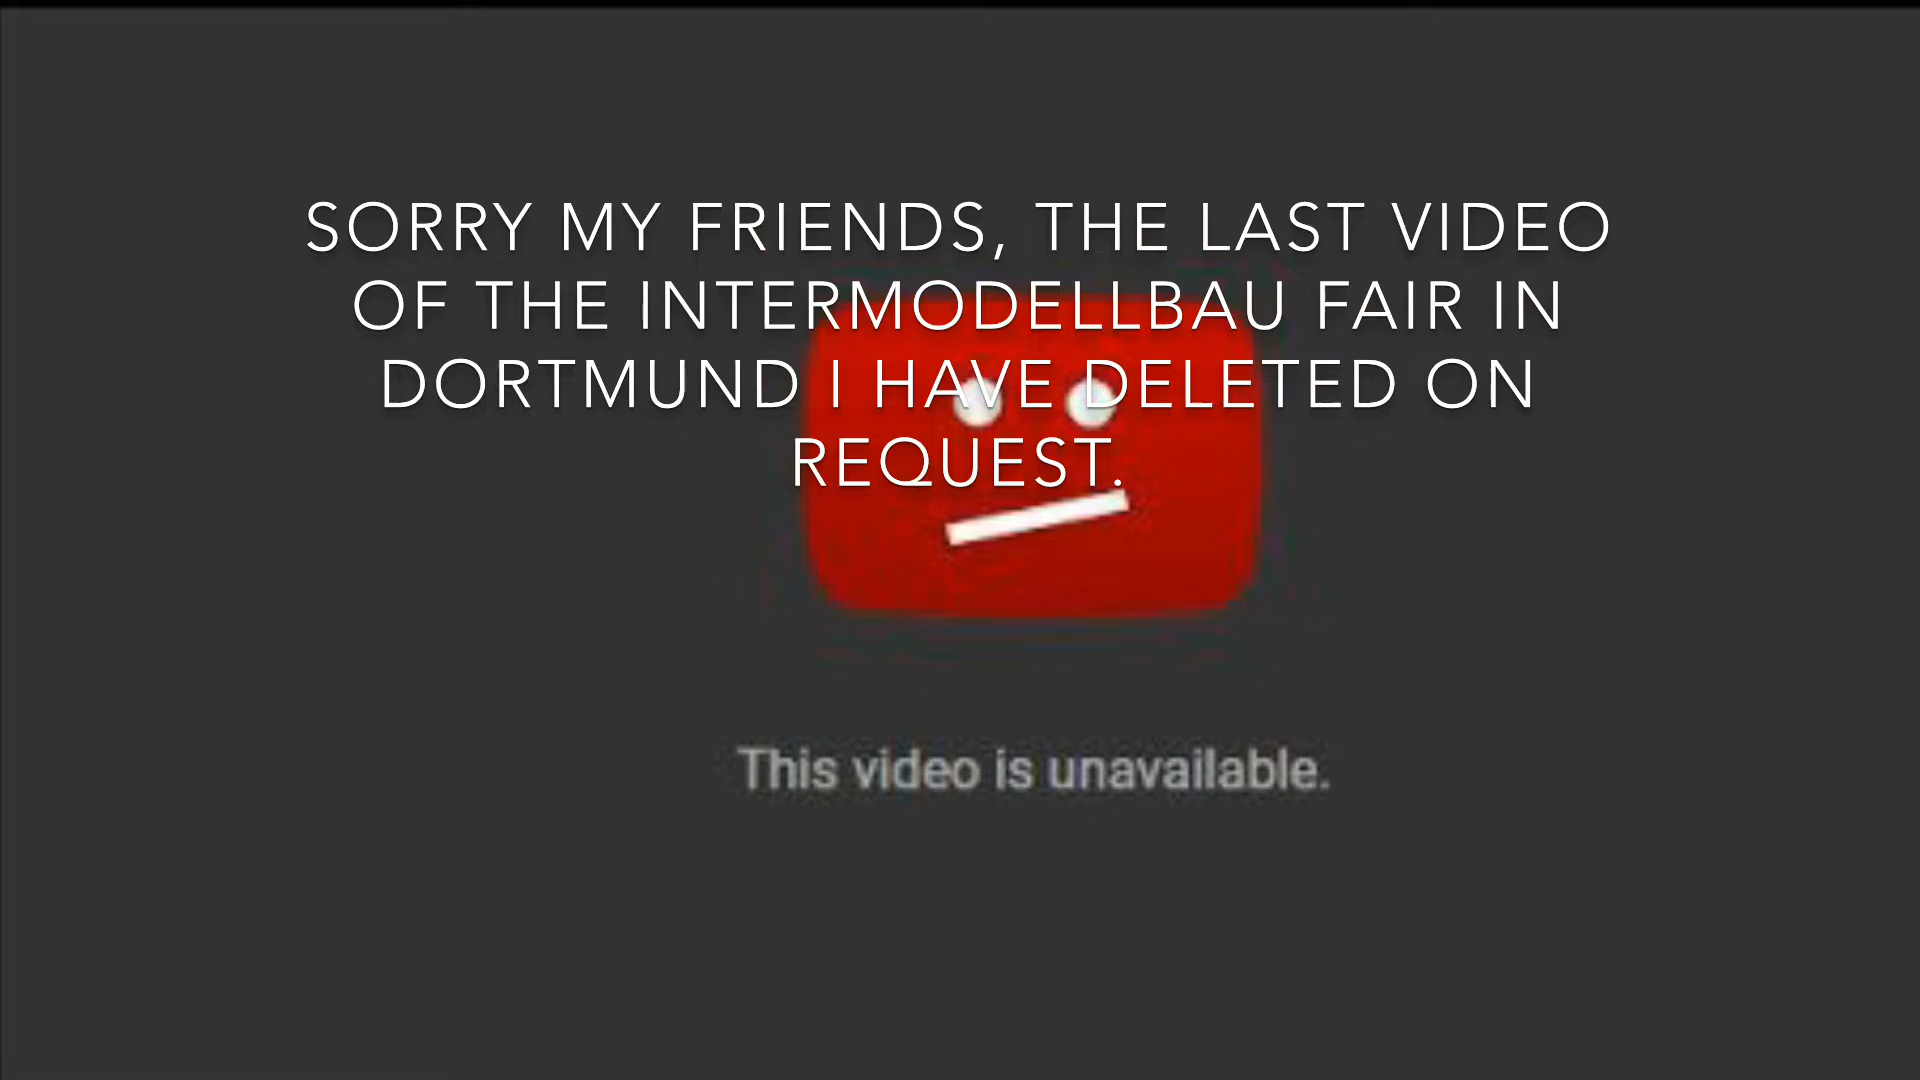 SORRY MY FRIENDS, THE LAST VIDEO
OF THE INTERMODELLBAU FAIR IN
DORTMUND I HAVE DELETED ON
REQUEST.
This video is unavailable.